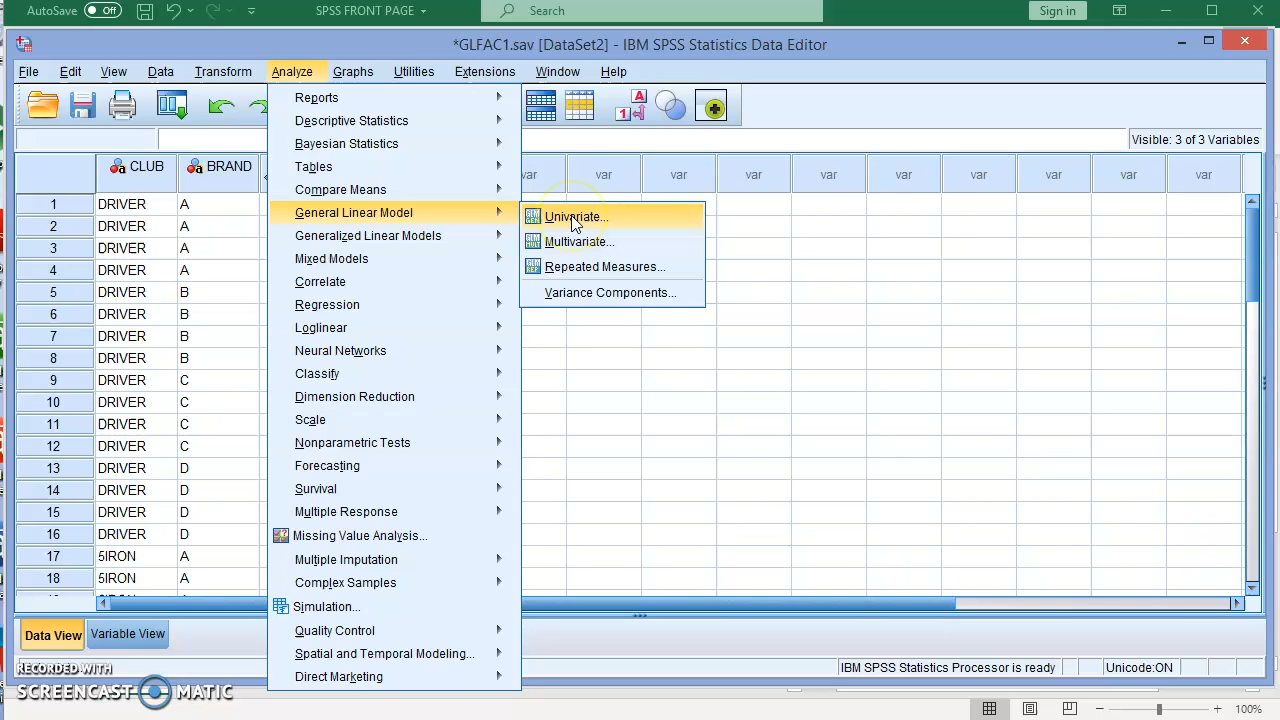 AutoSave Off SPSS FRONT PAGE Search Sign in
*GLFAC1.sav [DataSet2] - IBM SPSS Statistics Data Editor
File Edit View Data Transform Analyze Graphs Utilities Extensions Window Help
Visible: 3 of 3 Variables
CLUB BRAND var var var var var var var var var
1 DRIVER A
2 DRIVER A
3 DRIVER A
4 DRIVER A
5 DRIVER B
6 DRIVER B
7 DRIVER B
8 DRIVER B
9 DRIVER C
10 DRIVER C
11 DRIVER C
12 DRIVER C
13 DRIVER D
14 DRIVER D
15 DRIVER D
16 DRIVER D
17 5IRON A
18 5IRON A
Reports
Descriptive Statistics
Bayesian Statistics
Tables
Compare Means
General Linear Model
Generalized Linear Models
Mixed Models
Correlate
Regression
Loglinear
Neural Networks
Classify
Dimension Reduction
Scale
Nonparametric Tests
Forecasting
Survival
Multiple Response
Missing Value Analysis...
Multiple Imputation
Complex Samples
Simulation...
Quality Control
Spatial and Temporal Modeling...
Direct Marketing
Univariate...
Multivariate...
Repeated Measures...
Variance Components...
Data View Variable View
IBM SPSS Statistics Processor is ready Unicode:ON
RECORDED WITH
SCREENCAST MATIC
100%